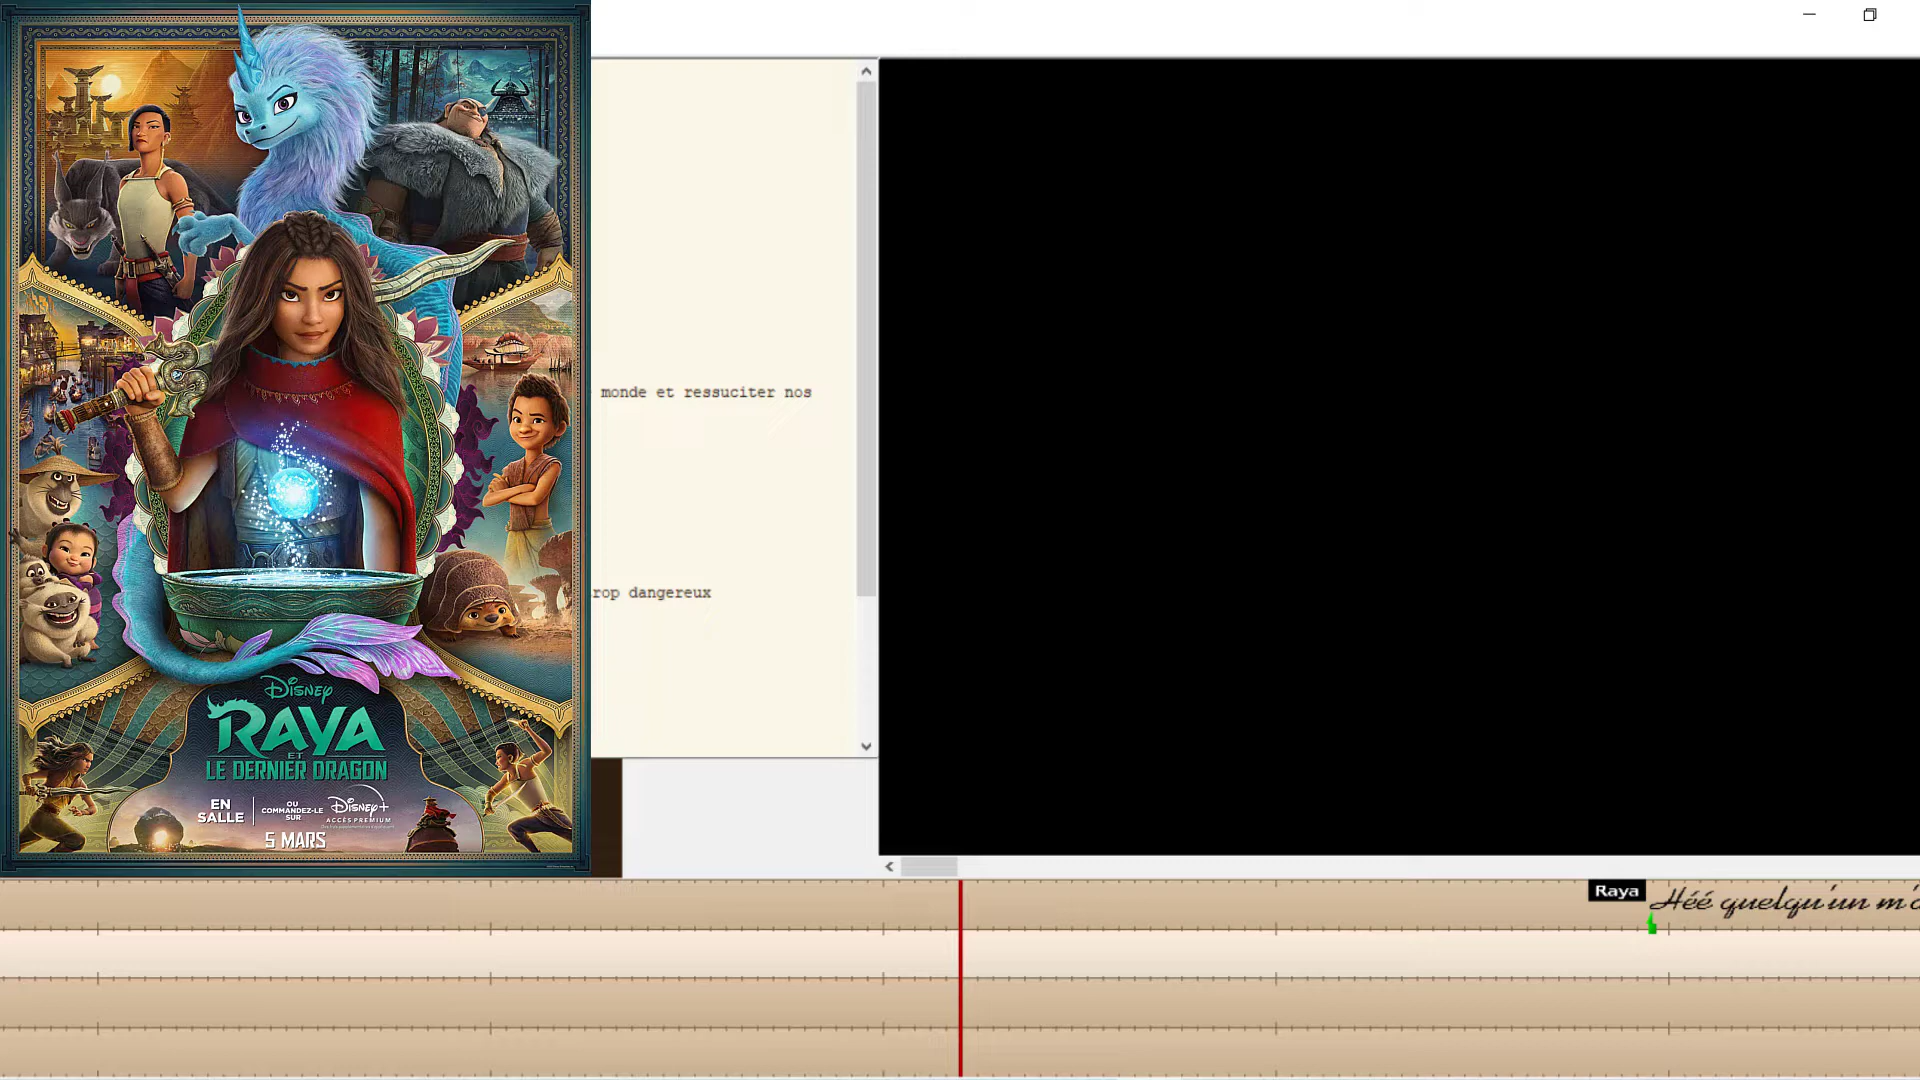 DISNEY
RAYA
ET
LE DERNIER DRAGON
EN SALLE
OU COMMANDEZ-LE SUR
DISNEY+
ACCÈS PREMIUM
5 MARS
monde et ressuciter nos
rop dangereux
Raya
Héé quelqu'un m'